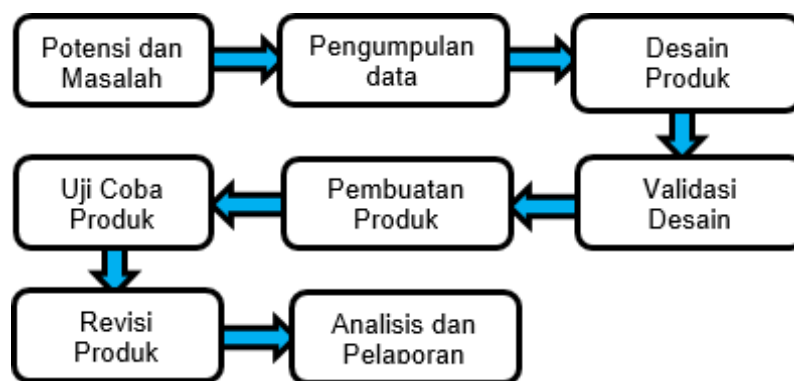 Potensi dan
Masalah
Pengumpulan
data
Desain
Produk
Validasi
Desain
Pembuatan
Produk
Uji Coba
Produk
Revisi
Produk
Analisis dan
Pelaporan